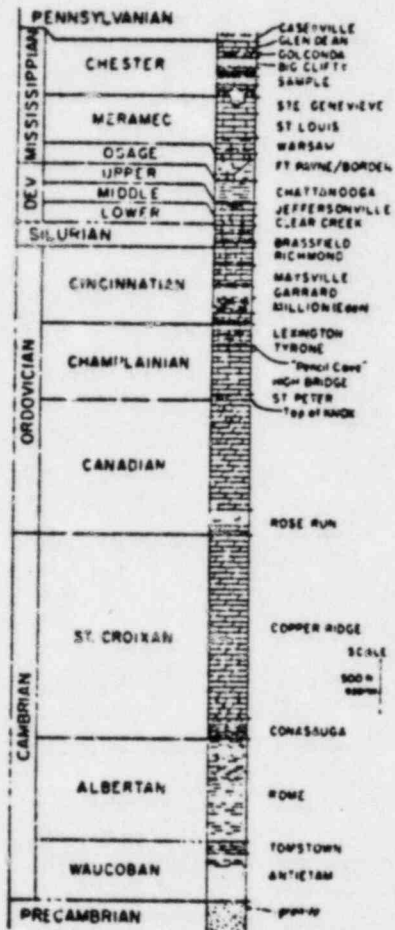 PENNSYLVANIAN
CASEYVILLE
GLEN DEAN
GOLCONDA
BIG CLIFTY
SAMPLE
MISSISSIPPIAN
CHESTER
STE. GENEVIEVE
MERAMEC
ST LOUIS
WARSAW
OSAGE
FT PAYNE/BORDEN
DEV
UPPER
CHATTANOOGA
MIDDLE
JEFFERSONVILLE
LOWER
CLEAR CREEK
SILURIAN
BRASSFIELD
RICHMOND
ORDOVICIAN
CINCINNATIAN
MAYSVILLE
GARRARD
LEXINGTON
TYRONE
CHAMPLAINIAN
"Pencil Cave"
HIGH BRIDGE
ST PETER
Top of KNOX
CANADIAN
ROSE RUN
CAMBRIAN
ST. CROIXAN
COPPER RIDGE
SCALE
500 ft
approx
CONASAUGA
ALBERTAN
ROME
TOMSTOWN
WAUCOBAN
ANTIETAM
PRECAMBRIAN